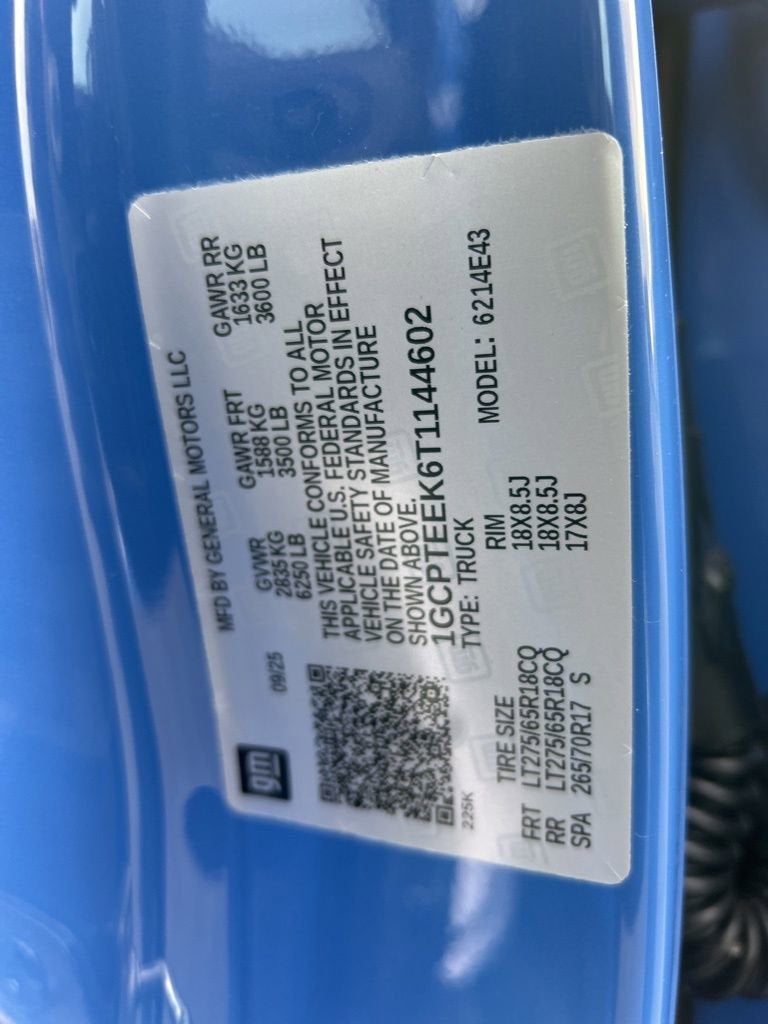 gm
MFD BY GENERAL MOTORS LLC
09/25
GVWR GAWR FRT GAWR RR
2835 KG 1588 KG 1633 KG
6250 LB 3500 LB 3600 LB
THIS VEHICLE CONFORMS TO ALL
APPLICABLE U.S. FEDERAL MOTOR
VEHICLE SAFETY STANDARDS IN EFFECT
ON THE DATE OF MANUFACTURE
SHOWN ABOVE.
1GCPTEEK6T1144602
TYPE: TRUCK MODEL: 6214E43
225K
TIRE SIZE RIM
FRT LT275/65R18CQ 18X8.5J
RR LT275/65R18CQ 18X8.5J
SPA 265/70R17 S 17X8J